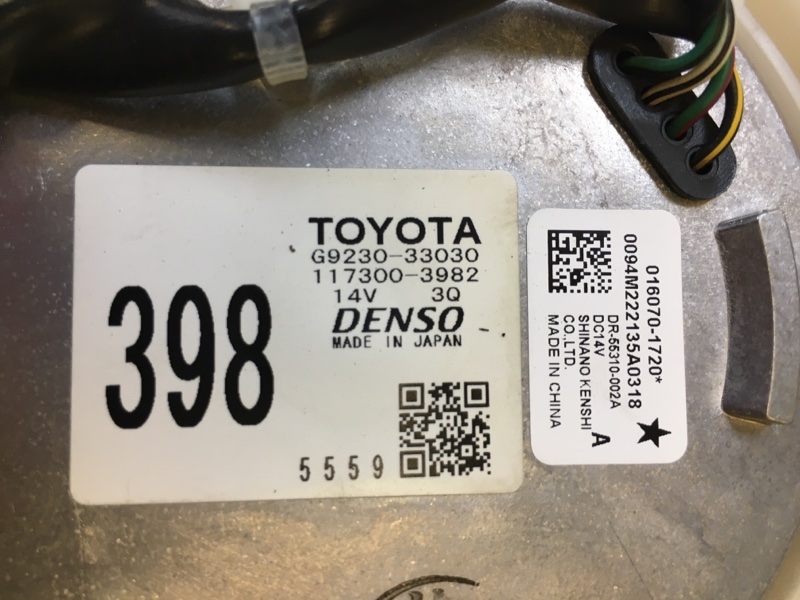 TOYOTA
G9230-33030
117300-3982
14V 3Q
DENSO
MADE IN JAPAN
398
5559
016070-1720*
0094M222135A0318
DR-55310-002A
DC14V
SHINANO KENSHI
CO.,LTD.
MADE IN CHINA
A